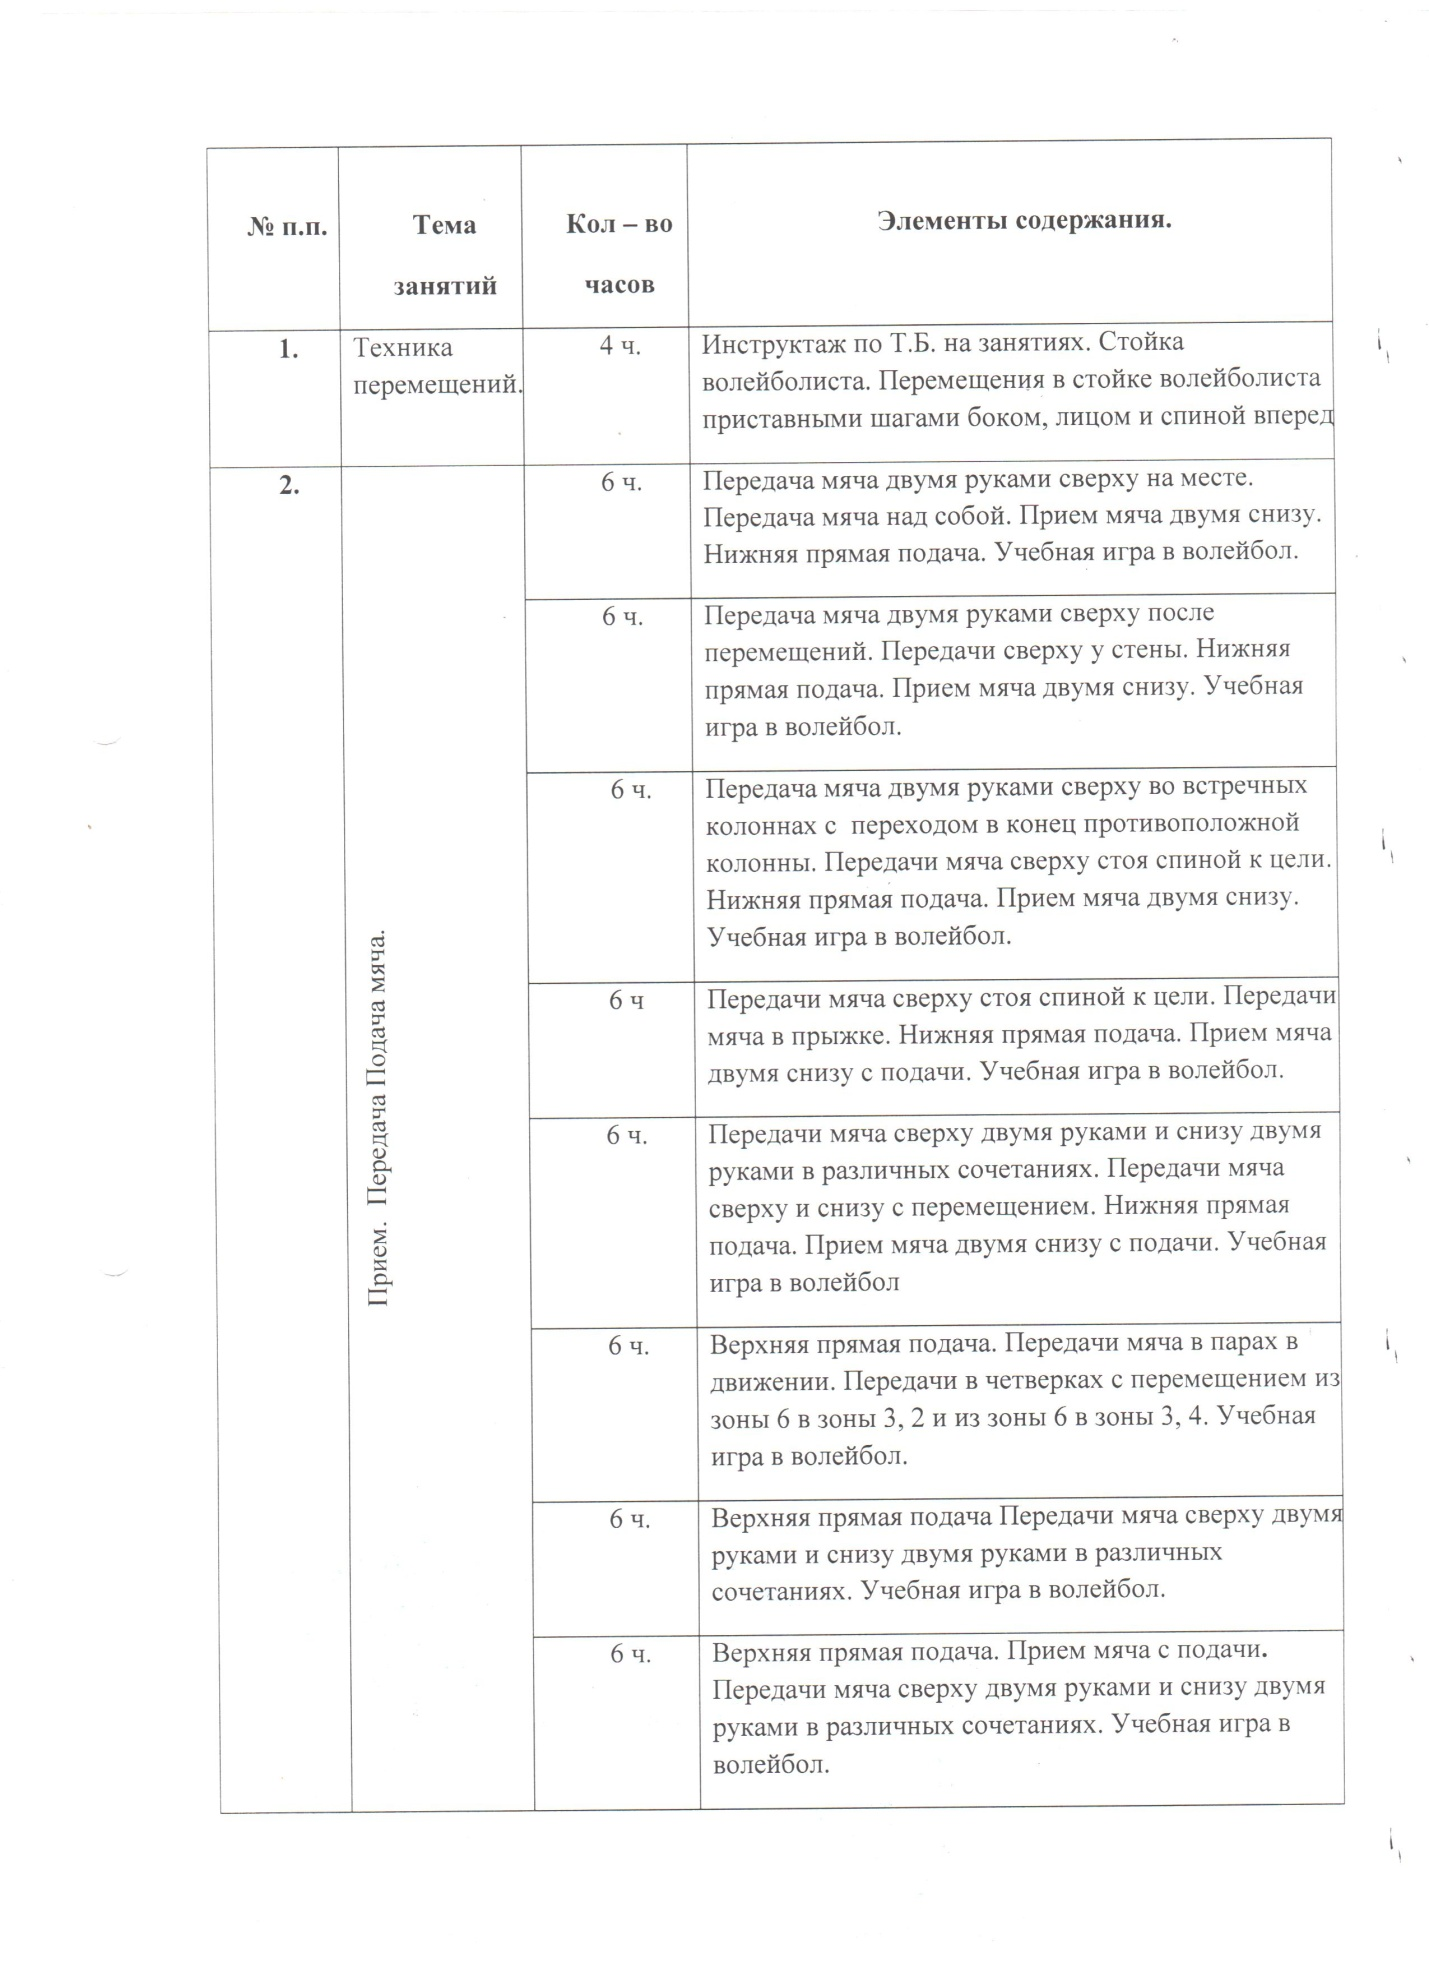 № п.п.
Тема
занятий
Кол – во
часов
Элементы содержания.
1.
Техника
перемещений.
4 ч.
Инструктаж по Т.Б. на занятиях. Стойка
волейболиста. Перемещения в стойке волейболиста
приставными шагами боком, лицом и спиной вперед
2.
Прием. Передача Подача мяча.
6 ч.
Передача мяча двумя руками сверху на месте.
Передача мяча над собой. Прием мяча двумя снизу.
Нижняя прямая подача. Учебная игра в волейбол.
6 ч.
Передача мяча двумя руками сверху после
перемещений. Передачи сверху у стены. Нижняя
прямая подача. Прием мяча двумя снизу. Учебная
игра в волейбол.
6 ч.
Передача мяча двумя руками сверху во встречных
колоннах с  переходом в конец противоположной
колонны. Передачи мяча сверху стоя спиной к цели.
Нижняя прямая подача. Прием мяча двумя снизу.
Учебная игра в волейбол.
6 ч
Передачи мяча сверху стоя спиной к цели. Передачи
мяча в прыжке. Нижняя прямая подача. Прием мяча
двумя снизу с подачи. Учебная игра в волейбол.
6 ч.
Передачи мяча сверху двумя руками и снизу двумя
руками в различных сочетаниях. Передачи мяча
сверху и снизу с перемещением. Нижняя прямая
подача. Прием мяча двумя снизу с подачи. Учебная
игра в волейбол
6 ч.
Верхняя прямая подача. Передачи мяча в парах в
движении. Передачи в четверках с перемещением из
зоны 6 в зоны 3, 2 и из зоны 6 в зоны 3, 4. Учебная
игра в волейбол.
6 ч.
Верхняя прямая подача Передачи мяча сверху двумя
руками и снизу двумя руками в различных
сочетаниях. Учебная игра в волейбол.
6 ч.
Верхняя прямая подача. Прием мяча с подачи.
Передачи мяча сверху двумя руками и снизу двумя
руками в различных сочетаниях. Учебная игра в
волейбол.